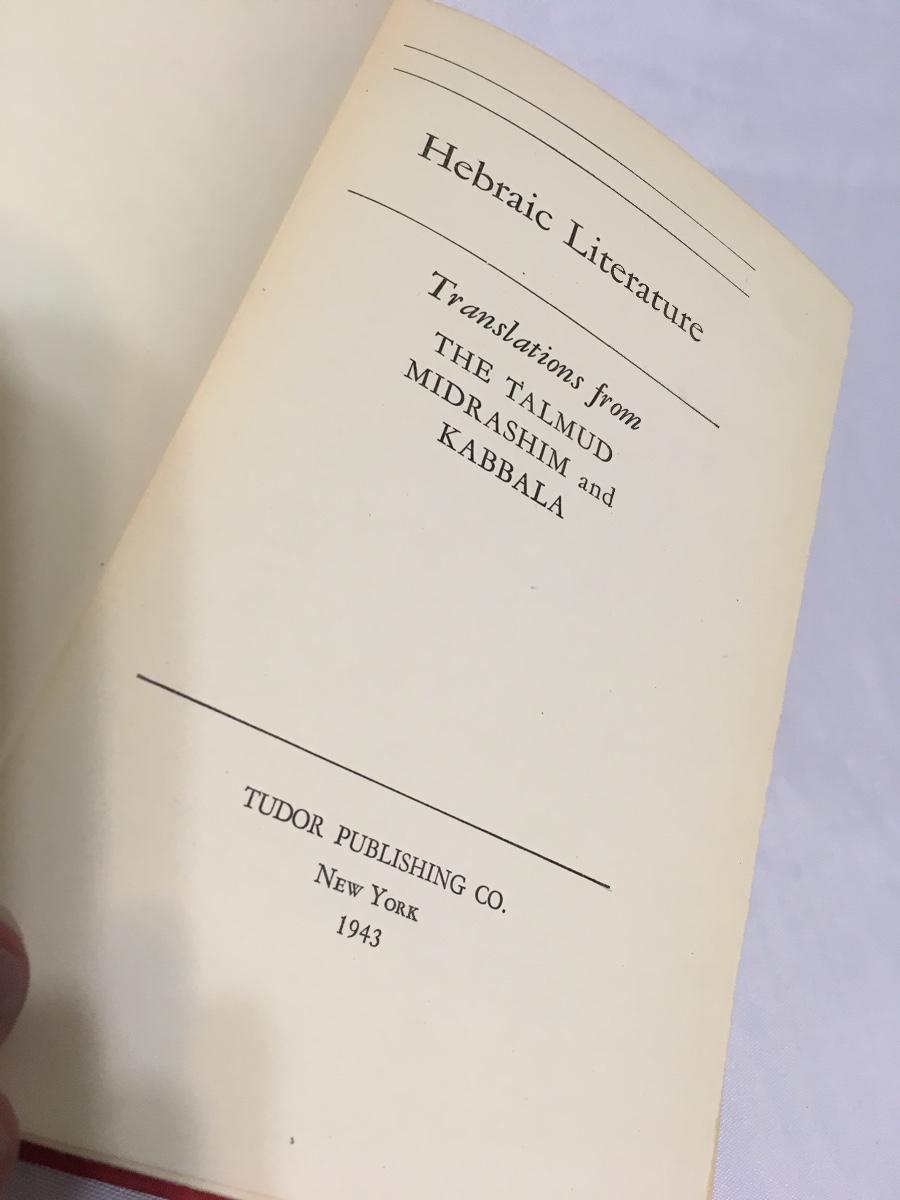 Hebraic Literature
Translations from
THE TALMUD
MIDRASHIM and
KABBALA
TUDOR PUBLISHING CO.
NEW YORK
1943